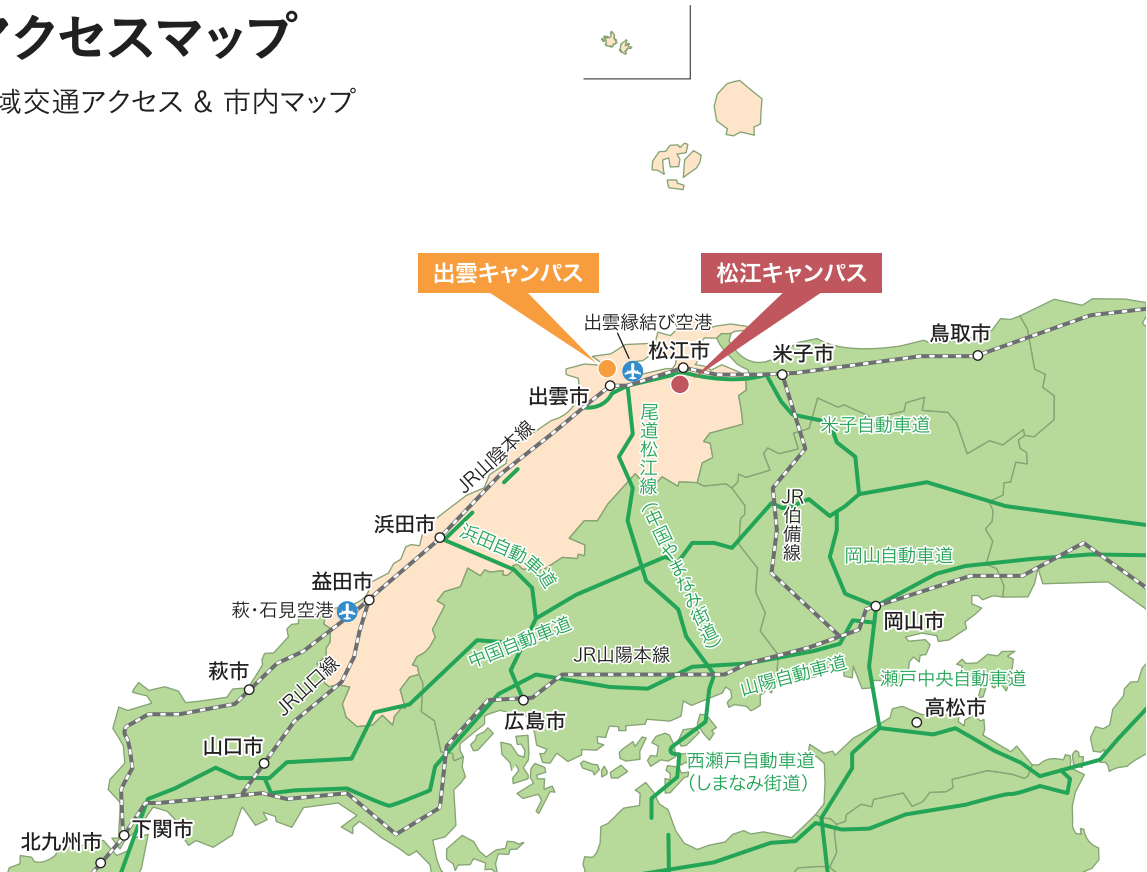 アクセスマップ
域交通アクセス & 市内マップ
出雲キャンパス
松江キャンパス
出雲縁結び空港
松江市
米子市
鳥取市
出雲市
尾道松江線（中国やまなみ街道）
米子自動車道
JR山陰本線
JR伯備線
浜田市
浜田自動車道
岡山自動車道
益田市
萩・石見空港
岡山市
中国自動車道
JR山陽本線
萩市
JR山口線
山陽自動車道
瀬戸中央自動車道
高松市
広島市
山口市
西瀬戸自動車道
（しまなみ街道）
下関市
北九州市